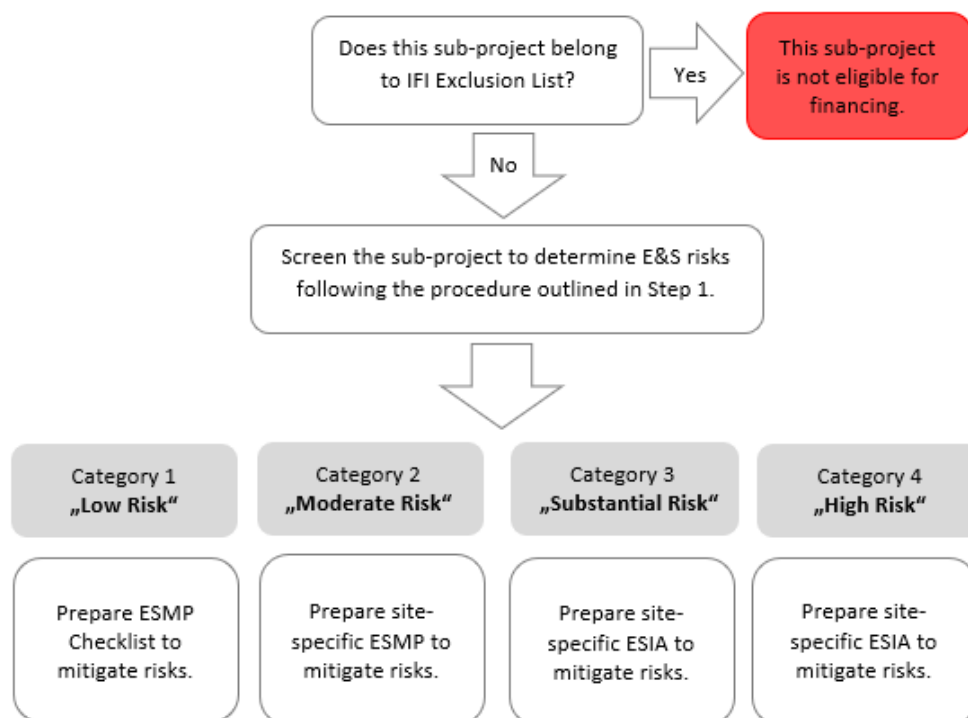 Does this sub-project belong
to IFI Exclusion List?
Yes
This sub-project
is not eligible for
financing.
No
Screen the sub-project to determine E&S risks
following the procedure outlined in Step 1.
Category 1
„Low Risk“
Category 2
„Moderate Risk“
Category 3
„Substantial Risk“
Category 4
„High Risk“
Prepare ESMP
Checklist to
mitigate risks.
Prepare site-
specific ESMP to
mitigate risks.
Prepare site-
specific ESIA to
mitigate risks.
Prepare site-
specific ESIA to
mitigate risks.